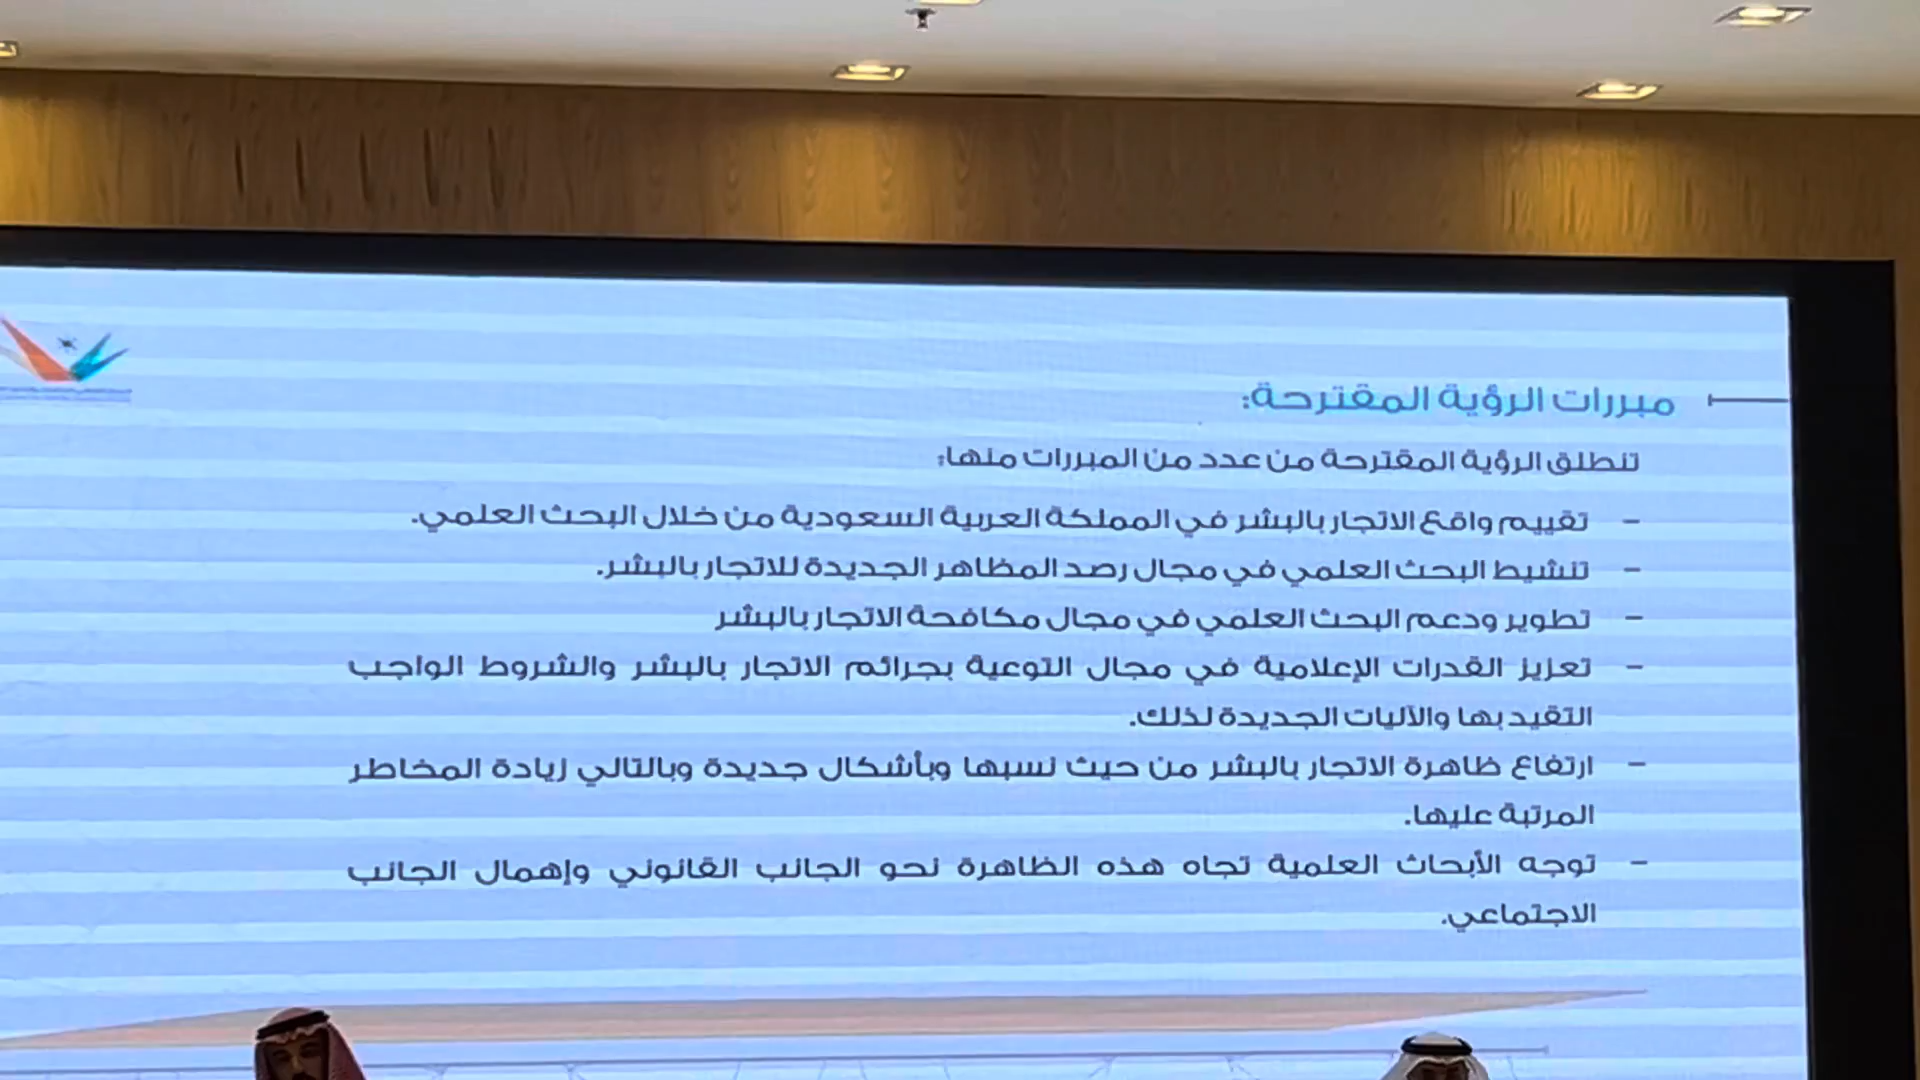 مبررات الرؤية المقترحة:
تنطلق الرؤية المقترحة من عدد من المبررات منها:
- تقييم واقع الاتجار بالبشر في المملكة العربية السعودية من خلال البحث العلمي.
- تنشيط البحث العلمي في مجال رصد المظاهر الجديدة للاتجار بالبشر.
- تطوير ودعم البحث العلمي في مجال مكافحة الاتجار بالبشر
- تعزيز القدرات الإعلامية في مجال التوعية بجرائم الاتجار بالبشر والشروط الواجب
التقيد بها والآليات الجديدة لذلك.
- ارتفاع ظاهرة الاتجار بالبشر من حيث نسبها وبأشكال جديدة وبالتالي زيادة المخاطر
المرتبة عليها.
- توجه الأبحاث العلمية تجاه هذه الظاهرة نحو الجانب القانوني وإهمال الجانب
الاجتماعي.